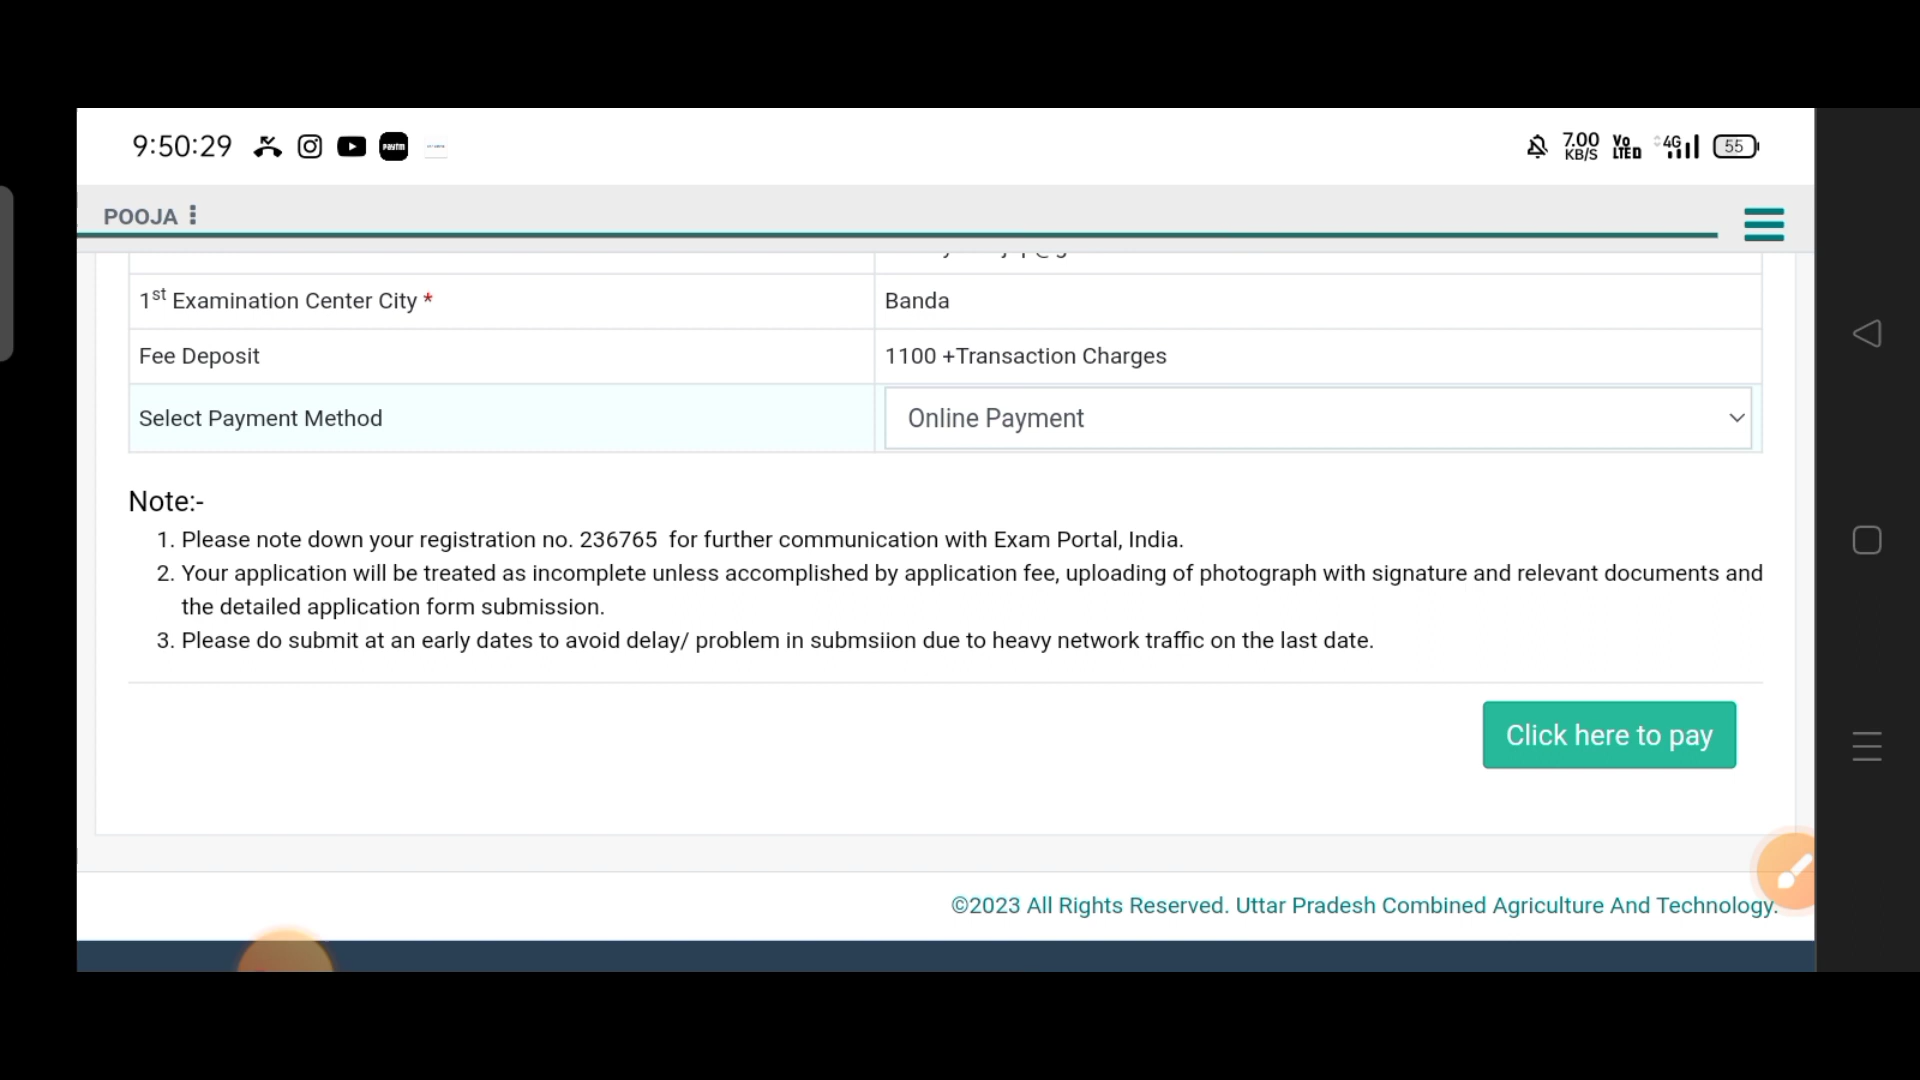 9:50:29 paytm 7.00 KB/S Vo LTE 4G 55
POOJA
1st Examination Center City * Banda
Fee Deposit 1100 +Transaction Charges
Select Payment Method Online Payment
Note:-
1. Please note down your registration no. 236765 for further communication with Exam Portal, India.
2. Your application will be treated as incomplete unless accomplished by application fee, uploading of photograph with signature and relevant documents and
the detailed application form submission.
3. Please do submit at an early dates to avoid delay/ problem in submsiion due to heavy network traffic on the last date.
Click here to pay
©2023 All Rights Reserved. Uttar Pradesh Combined Agriculture And Technology.